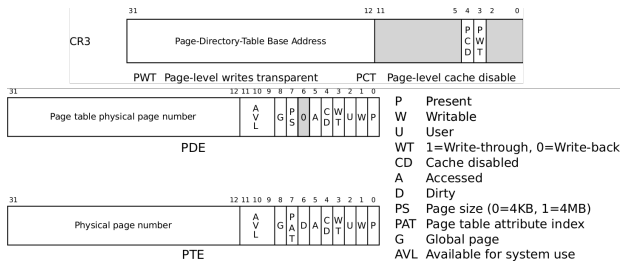 31 12 11 5 4 3 2 0
CR3 Page-Directory-Table Base Address P C D P W T
PWT Page-level writes transparent PCT Page-level cache disable
31 12 11 10 9 8 7 6 5 4 3 2 1 0
Page table physical page number A V L G P S 0 A C D W T U W P
PDE
31 12 11 10 9 8 7 6 5 4 3 2 1 0
Physical page number A V L G P A T D A C D W T U W P
PTE
P Present
W Writable
U User
WT 1=Write-through, 0=Write-back
CD Cache disabled
A Accessed
D Dirty
PS Page size (0=4KB, 1=4MB)
PAT Page table attribute index
G Global page
AVL Available for system use